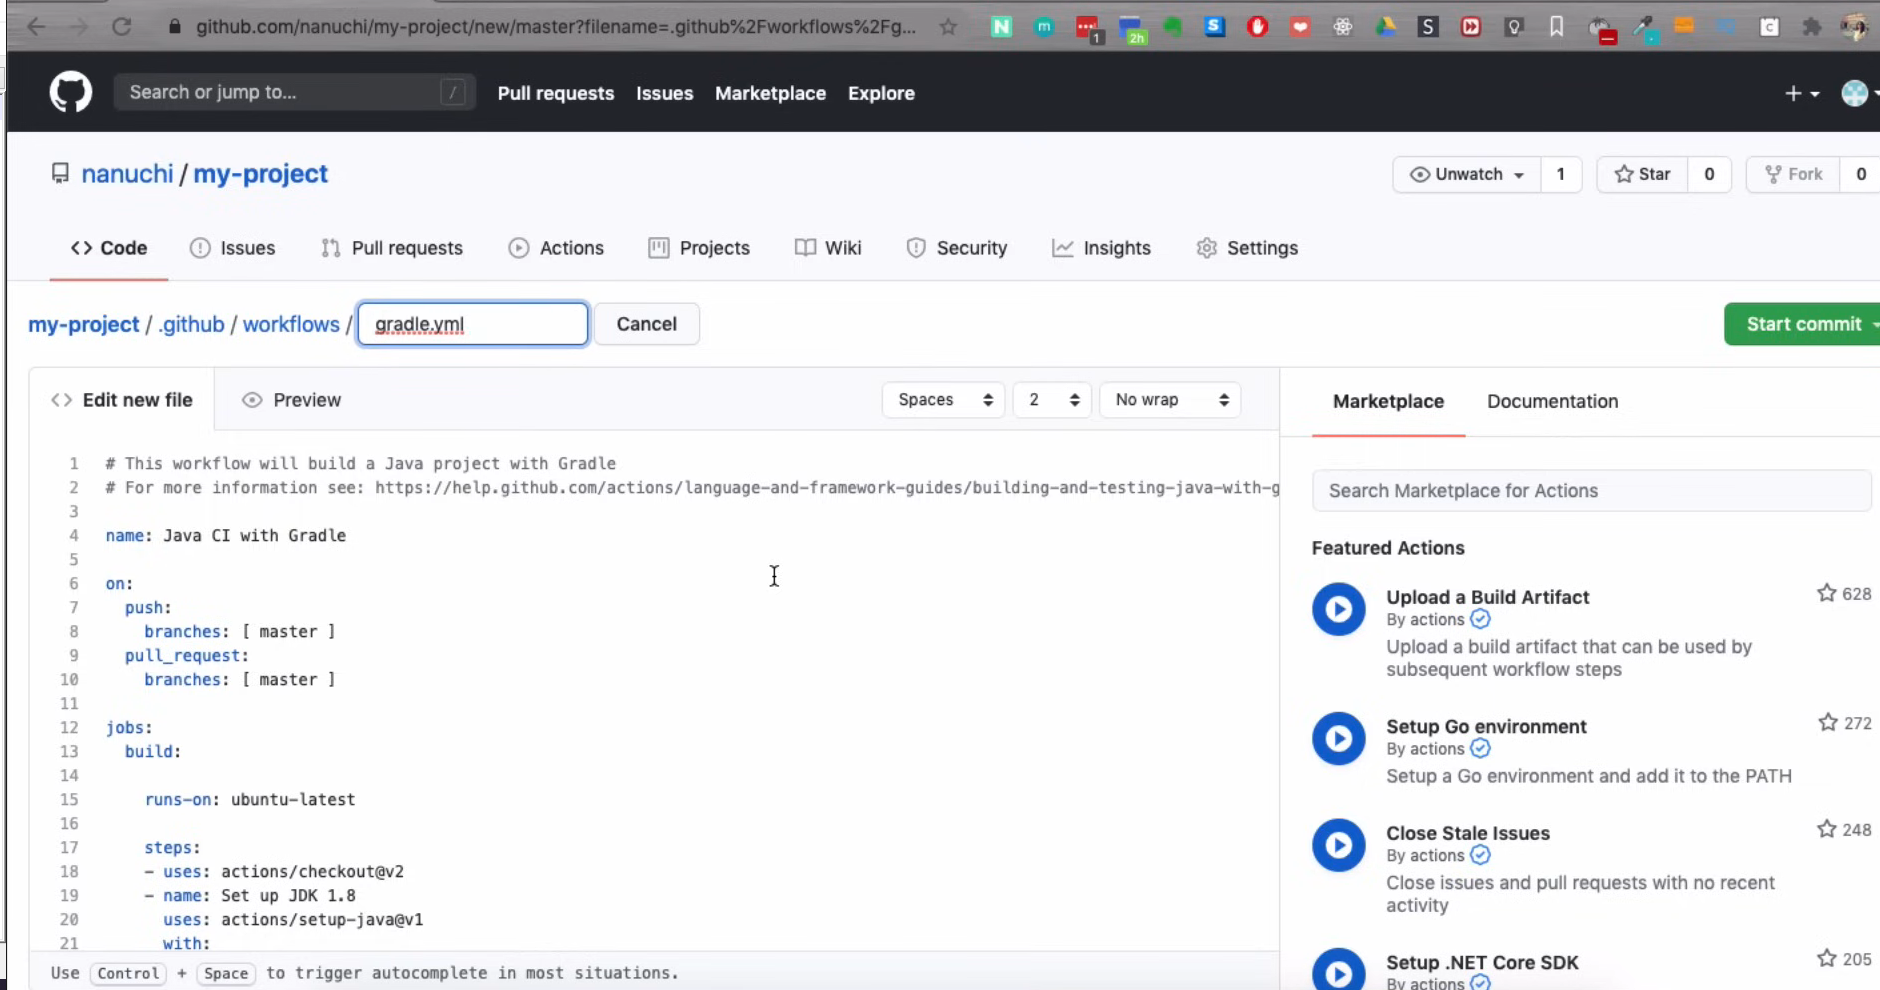 github.com/nanuchi/my-project/new/master?filename=.github%2Fworkflows%2Fg...
N m 1 2h S S C
Search or jump to... /
Pull requests Issues Marketplace Explore
nanuchi / my-project
Unwatch 1 Star 0 Fork 0
Code Issues Pull requests Actions Projects Wiki Security Insights Settings
my-project / .github / workflows / gradle.yml Cancel
Start commit
Edit new file Preview
Spaces 2 No wrap
1 # This workflow will build a Java project with Gradle
2 # For more information see: https://help.github.com/actions/language-and-framework-guides/building-and-testing-java-with-g
3
4 name: Java CI with Gradle
5
6 on:
7 push:
8 branches: [ master ]
9 pull_request:
10 branches: [ master ]
11
12 jobs:
13 build:
14
15 runs-on: ubuntu-latest
16
17 steps:
18 - uses: actions/checkout@v2
19 - name: Set up JDK 1.8
20 uses: actions/setup-java@v1
21 with:
Use Control + Space to trigger autocomplete in most situations.
Marketplace Documentation
Search Marketplace for Actions
Featured Actions
Upload a Build Artifact 628
By actions
Upload a build artifact that can be used by
subsequent workflow steps
Setup Go environment 272
By actions
Setup a Go environment and add it to the PATH
Close Stale Issues 248
By actions
Close issues and pull requests with no recent
activity
Setup .NET Core SDK 205
By actions